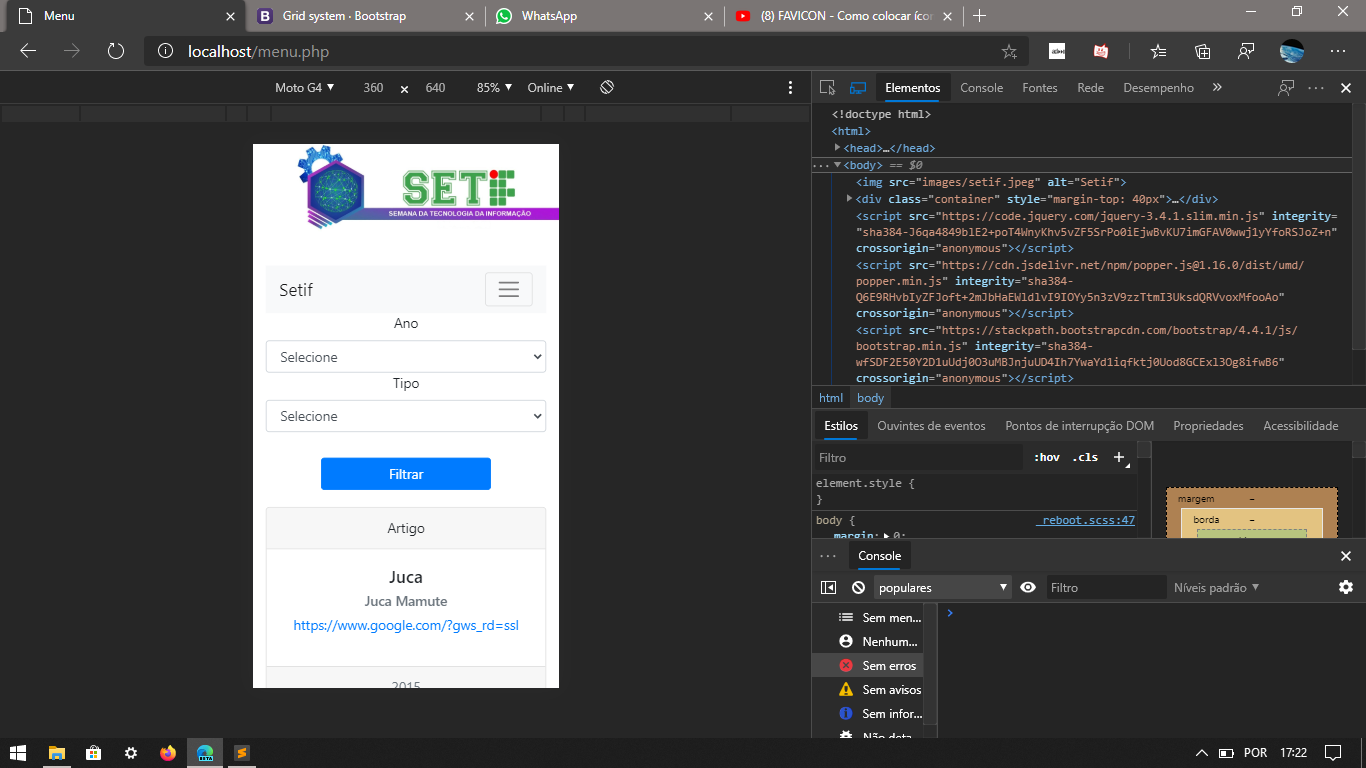 Menu
Grid system · Bootstrap
WhatsApp
(8) FAVICON - Como colocar ícon
localhost/menu.php
Moto G4 ▼ 360 × 640 85% ▼ Online ▼
Elementos Console Fontes Rede Desempenho »
<!doctype html>
<html>
<head>…</head>
<body> == $0
<img src="images/setif.jpeg" alt="Setif">
<div class="container" style="margin-top: 40px">…</div>
<script src="https://code.jquery.com/jquery-3.4.1.slim.min.js" integrity=
"sha384-J6qa4849blE2+poT4WnyKhv5vZF5SrPo0iEjwBvKU7imGFAV0wwj1yYfoRSJoZ+n"
crossorigin="anonymous"></script>
<script src="https://cdn.jsdelivr.net/npm/popper.js@1.16.0/dist/umd/
popper.min.js" integrity="sha384-
Q6E9RHvbIyZFJoft+2mJbHaEWldlvI9IOYy5n3zV9zzTtmI3UksdQRVvoxMfooAo"
crossorigin="anonymous"></script>
<script src="https://stackpath.bootstrapcdn.com/bootstrap/4.4.1/js/
bootstrap.min.js" integrity="sha384-
wfSDF2E50Y2D1uUdj0O3uMBJnjuUD4Ih7YwaYd1iqfktj0Uod8GCExl3Og8ifwB6"
crossorigin="anonymous"></script>
html body
Estilos Ouvintes de eventos Pontos de interrupção DOM Propriedades Acessibilidade
Filtro :hov .cls +
element.style {
}
body { _reboot.scss:47
margin: 0;
margem -
borda -
Console
populares ▼ Filtro Níveis padrão ▼
Sem men...
Nenhum...
Sem erros
Sem avisos
Sem infor...
Não deta
SETIF
SEMANA DA TECNOLOGIA DA INFORMAÇÃO
Setif
Ano
Selecione
Tipo
Selecione
Filtrar
Artigo
Juca
Juca Mamute
https://www.google.com/?gws_rd=ssl
2015
POR 17:22